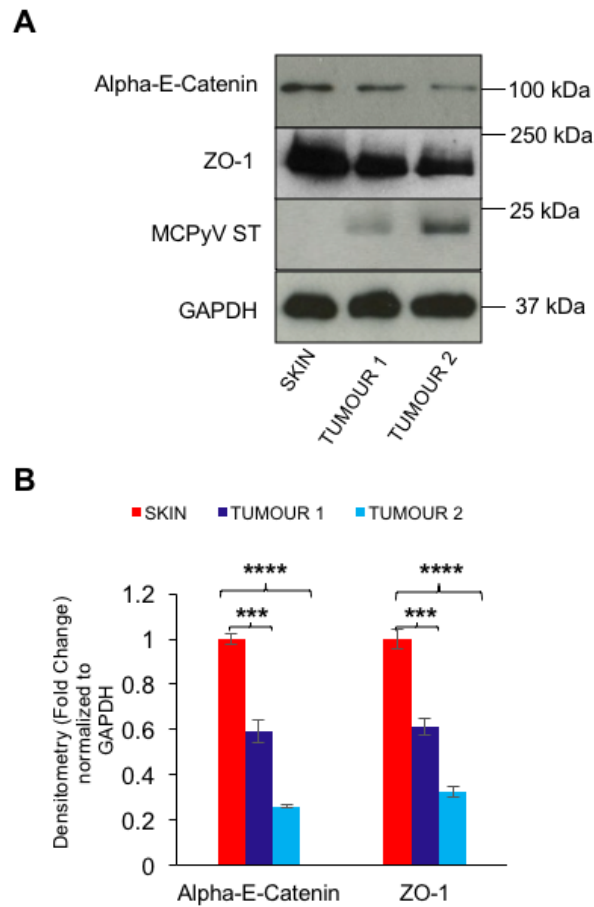 A
Alpha-E-Catenin
100 kDa
250 kDa
ZO-1
25 kDa
MCPyV ST
GAPDH
37 kDa
SKIN
TUMOUR 1
TUMOUR 2
B
SKIN TUMOUR 1 TUMOUR 2
**** ****
*** ***
Densitometry (Fold Change)
normalized to
GAPDH
1.2
1
0.8
0.6
0.4
0.2
0
Alpha-E-Catenin ZO-1